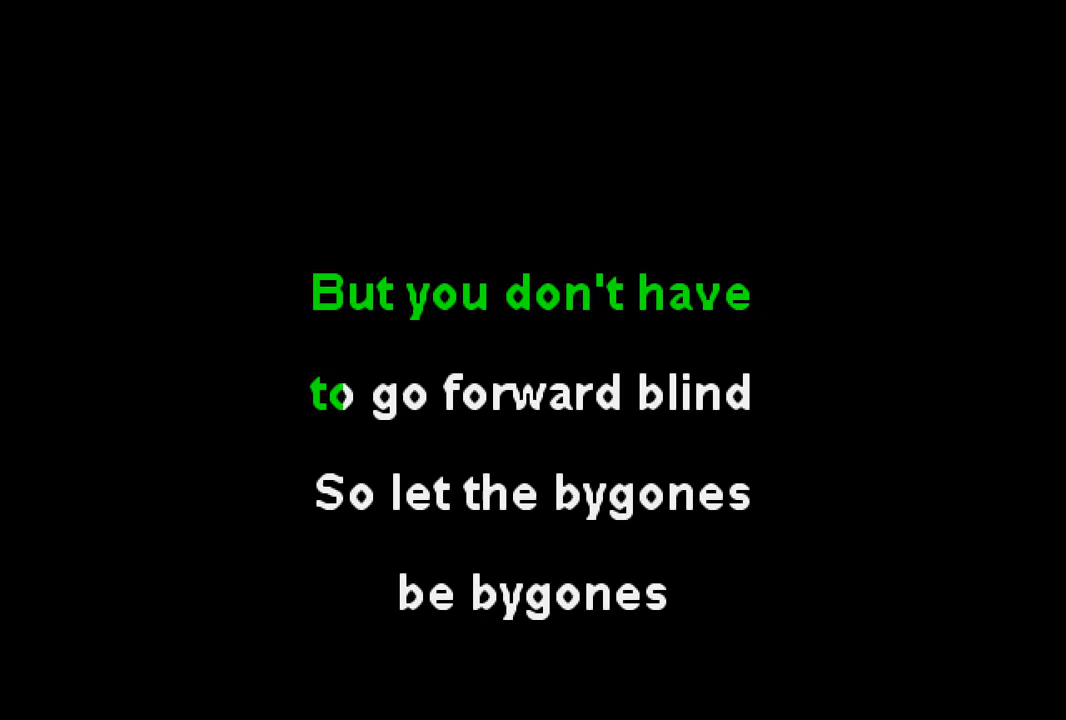 But you don't have
to go forward blind
So let the bygones
be bygones